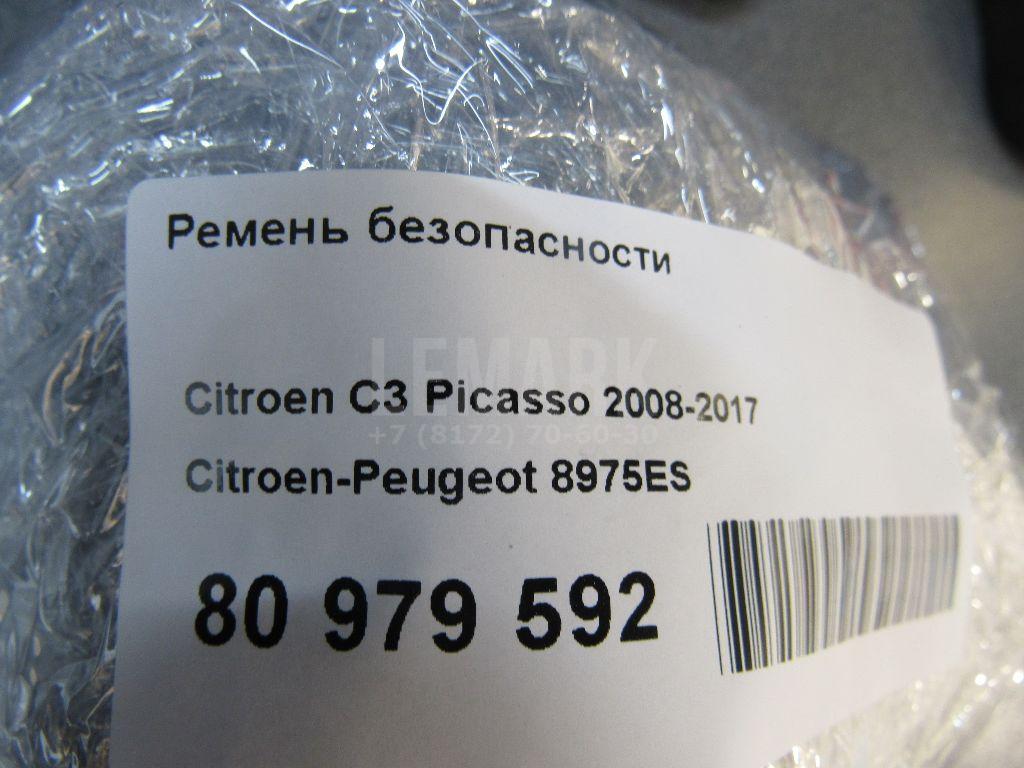 Ремень безопасности
LEMARK
Citroen C3 Picasso 2008-2017
+7 (8172) 70-60-30
Citroen-Peugeot 8975ES
80 979 592